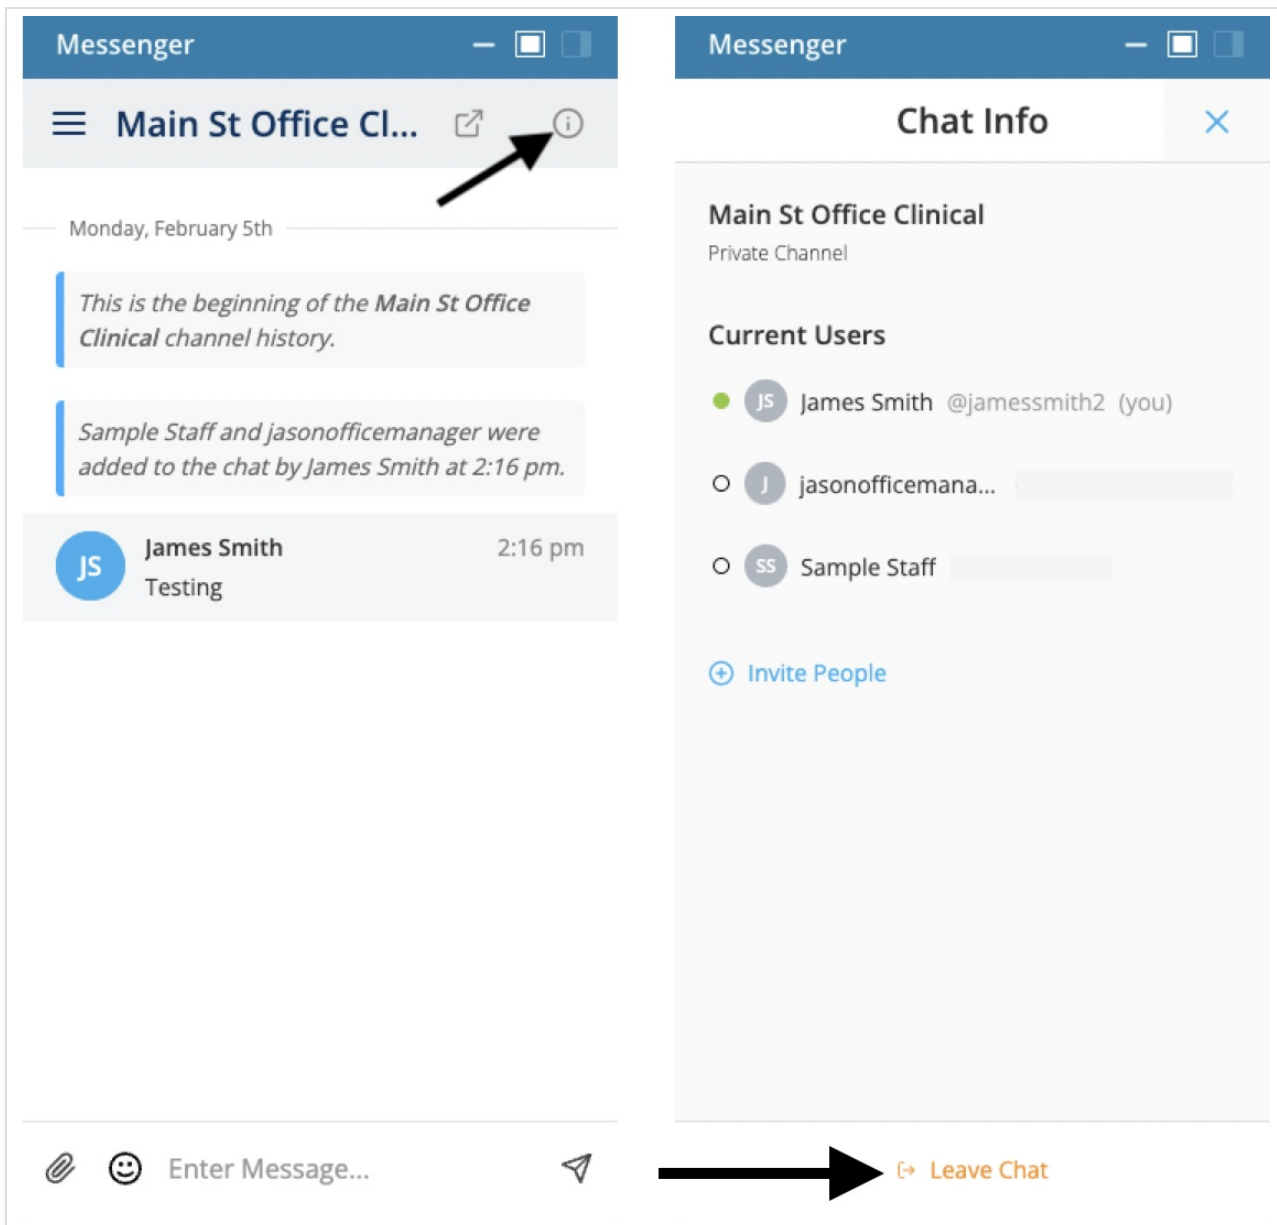 Messenger
Main St Office Cl...
Monday, February 5th
This is the beginning of the Main St Office
Clinical channel history.
Sample Staff and jasonofficemanager were
added to the chat by James Smith at 2:16 pm.
JS
James Smith 2:16 pm
Testing
Enter Message...
Messenger
Chat Info
Main St Office Clinical
Private Channel
Current Users
JS James Smith @jamessmith2 (you)
J jasonofficemana...
SS Sample Staff
Invite People
Leave Chat